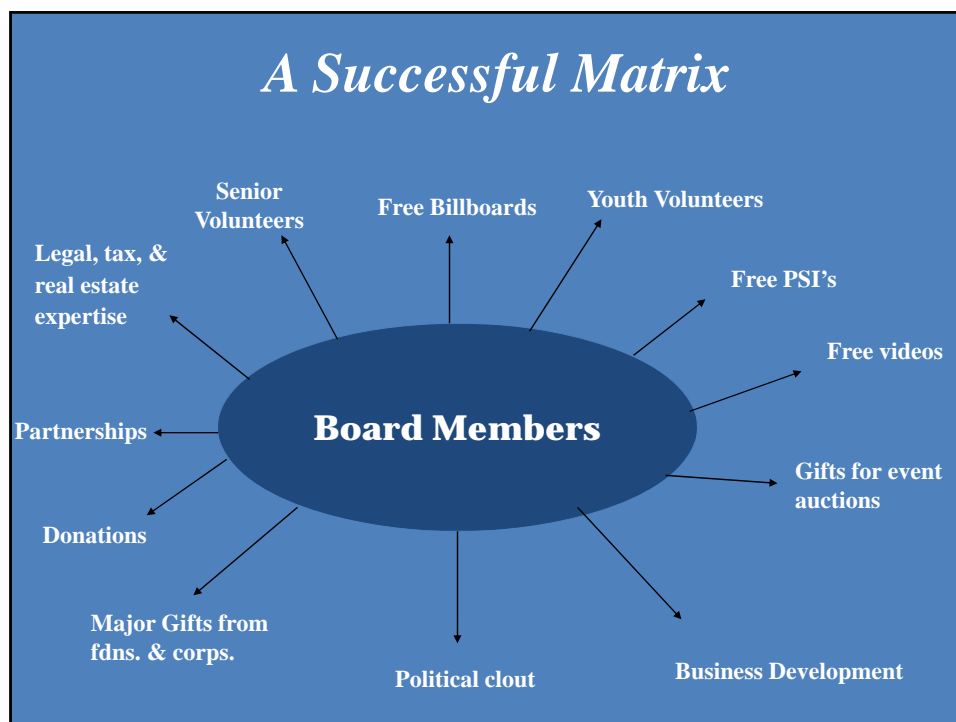 A Successful Matrix
Senior
Volunteers
Free Billboards
Youth Volunteers
Legal, tax, &
real estate
expertise
Free PSI's
Free videos
Board Members
Partnerships
Gifts for event
auctions
Donations
Major Gifts from
fdns. & corps.
Political clout
Business Development